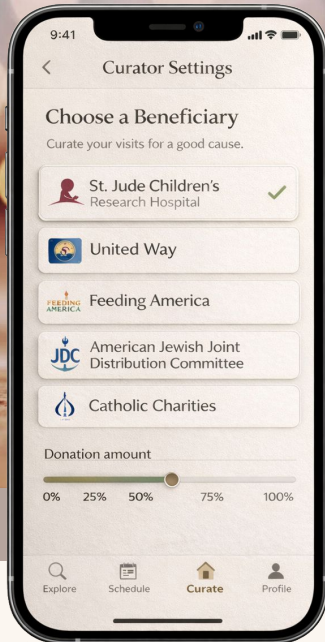 9:41
Curator Settings
Choose a Beneficiary
Curate your visits for a good cause.
St. Jude Children's
Research Hospital
United Way
FEEDING
AMERICA
Feeding America
JDC
American Jewish Joint
Distribution Committee
Catholic Charities
Donation amount
0% 25% 50% 75% 100%
Explore Schedule Curate Profile